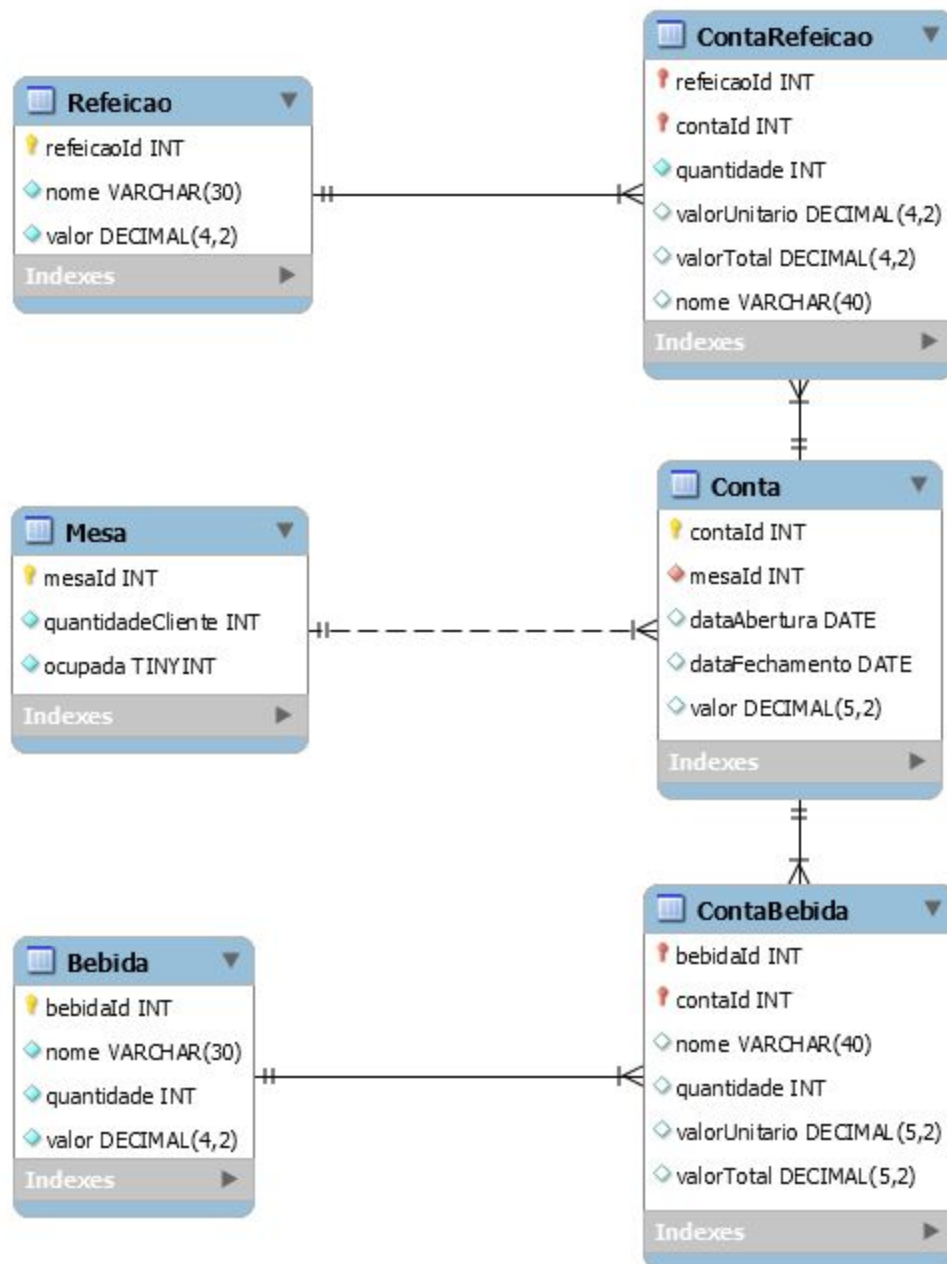 Refeicao
refeicaoId INT
nome VARCHAR(30)
valor DECIMAL(4,2)
Indexes
ContaRefeicao
refeicaoId INT
contaId INT
quantidade INT
valorUnitario DECIMAL(4,2)
valorTotal DECIMAL(4,2)
nome VARCHAR(40)
Indexes
Mesa
mesaId INT
quantidadeCliente INT
ocupada TINYINT
Indexes
Conta
contaId INT
mesaId INT
dataAbertura DATE
dataFechamento DATE
valor DECIMAL(5,2)
Indexes
Bebida
bebidaId INT
nome VARCHAR(30)
quantidade INT
valor DECIMAL(4,2)
Indexes
ContaBebida
bebidaId INT
contaId INT
nome VARCHAR(40)
quantidade INT
valorUnitario DECIMAL(5,2)
valorTotal DECIMAL(5,2)
Indexes